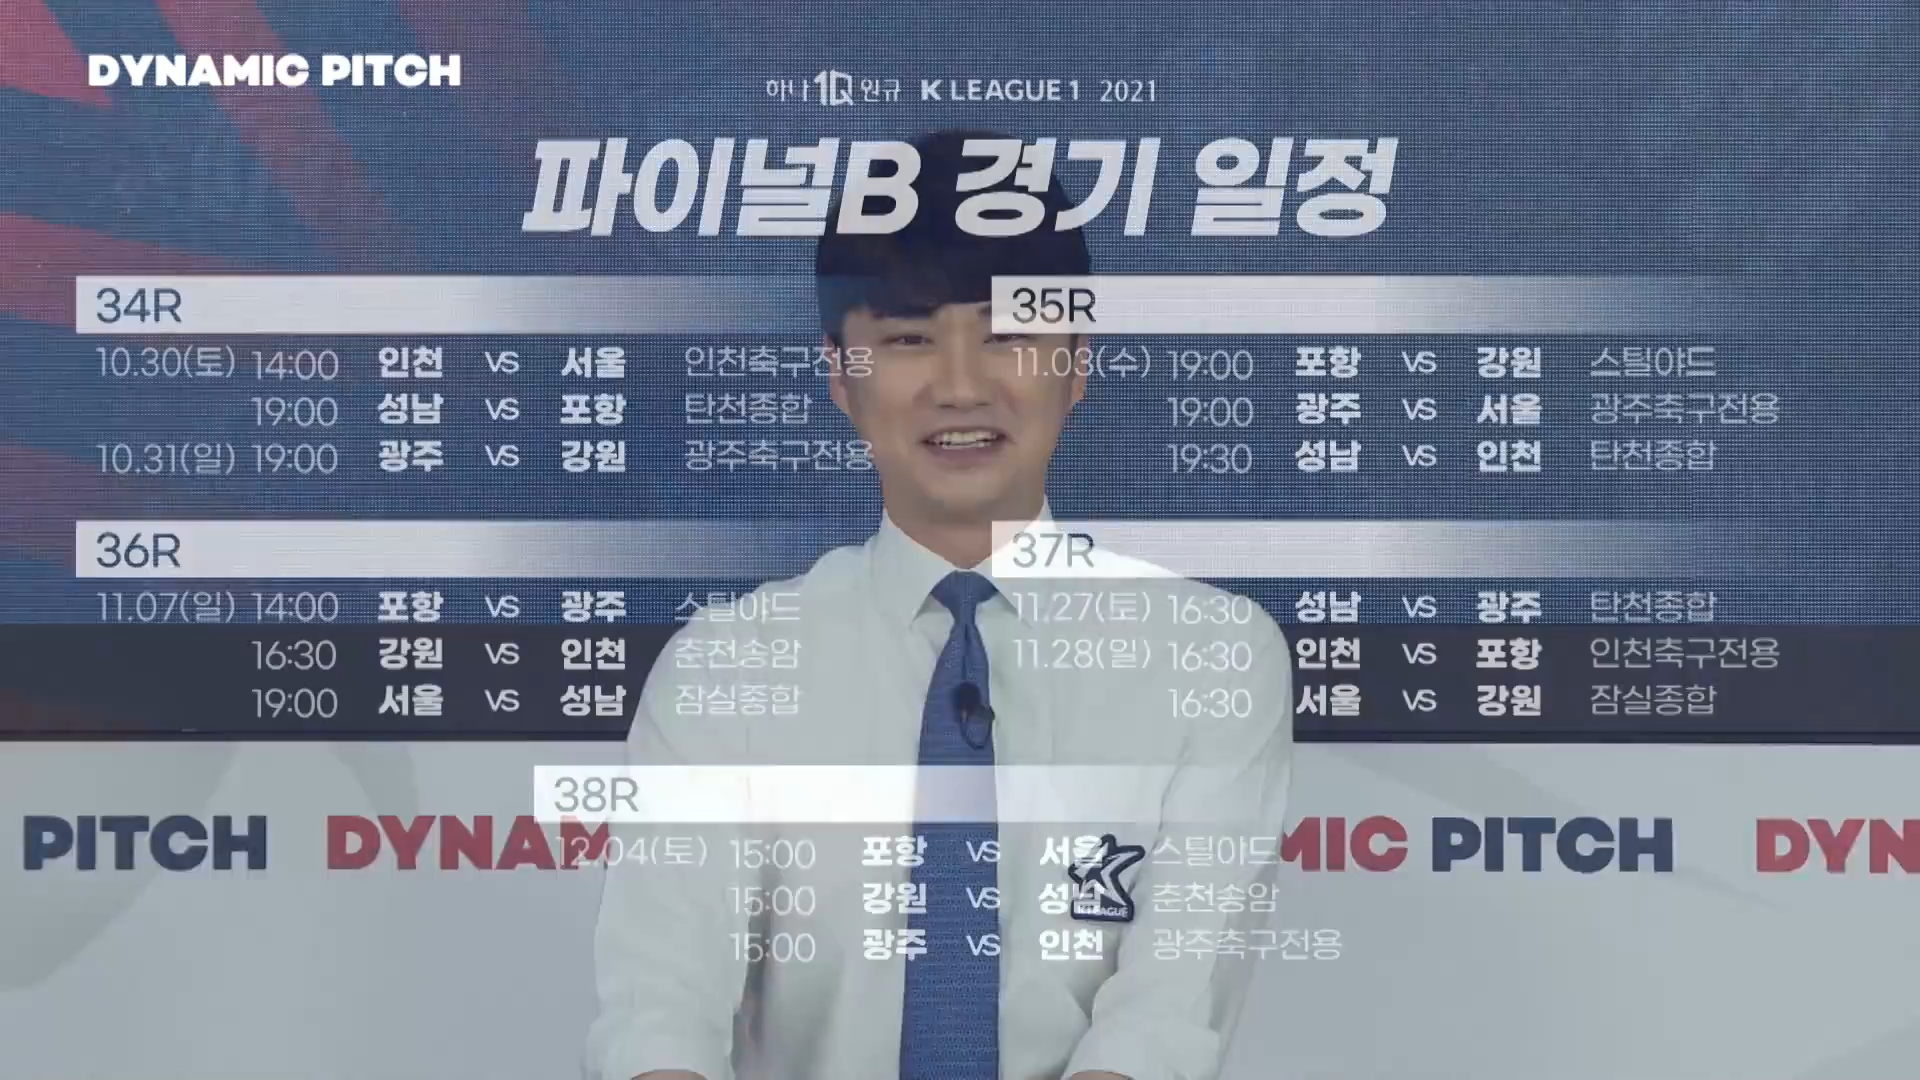 DYNAMIC PITCH
하나 1Q 원큐 K LEAGUE 1 2021
파이널B 경기 일정
34R
10.30(토) 14:00 인천 VS 서울 인천축구전용
19:00 성남 VS 포항 탄천종합
10.31(일) 19:00 광주 VS 강원 광주축구전용
35R
11.03(수) 19:00 포항 VS 강원 스틸야드
19:00 광주 VS 서울 광주축구전용
19:30 성남 VS 인천 탄천종합
36R
11.07(일) 14:00 포항 VS 광주 스틸야드
16:30 강원 VS 인천 춘천송암
19:00 서울 VS 성남 잠실종합
37R
11.27(토) 16:30 성남 VS 광주 탄천종합
11.28(일) 16:30 인천 VS 포항 인천축구전용
16:30 서울 VS 강원 잠실종합
38R
12.04(토) 15:00 포항 VS 서울 스틸야드
15:00 강원 VS 성남 춘천송암
15:00 광주 VS 인천 광주축구전용
PITCH DYNAM MIC PITCH DYN
K LEAGUE